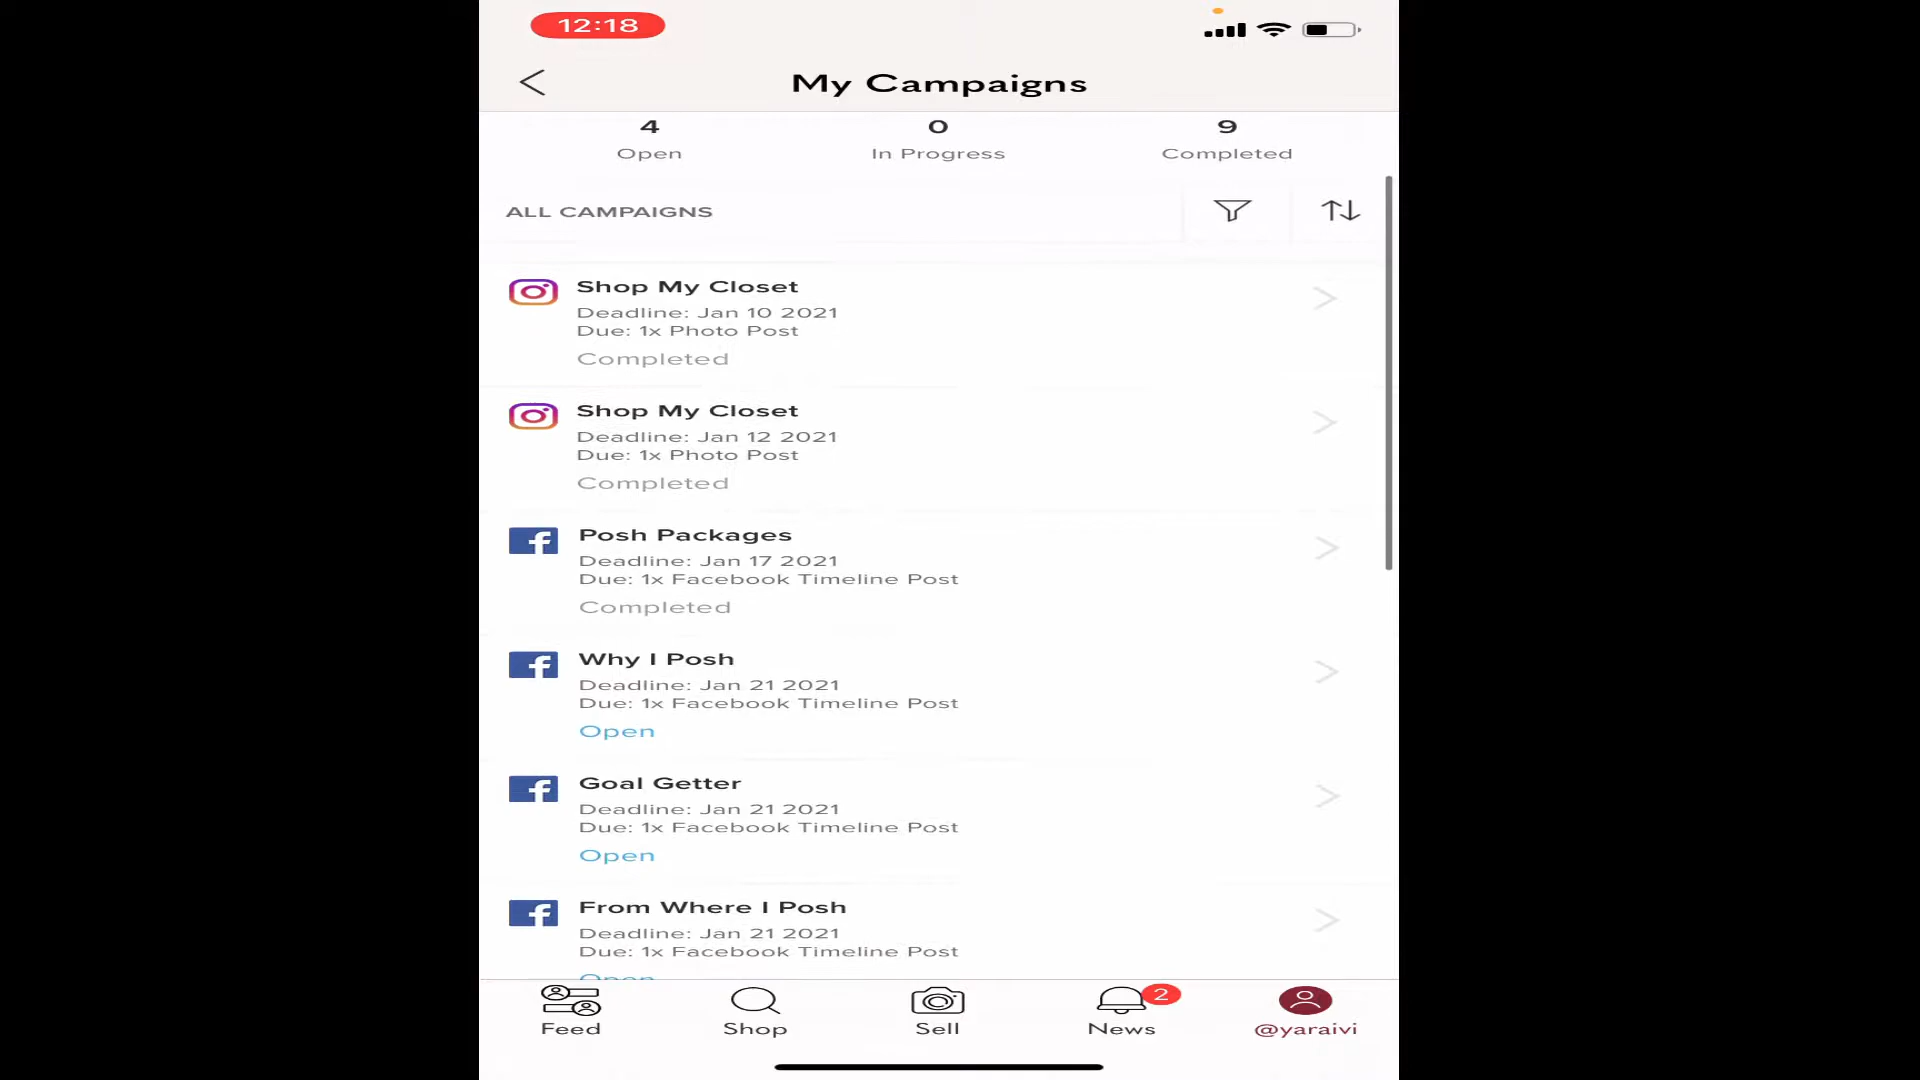 12:18
My Campaigns
4 0 9
Open In Progress Completed
ALL CAMPAIGNS
Shop My Closet
Deadline: Jan 10 2021
Due: 1x Photo Post
Completed
Shop My Closet
Deadline: Jan 12 2021
Due: 1x Photo Post
Completed
Posh Packages
Deadline: Jan 17 2021
Due: 1x Facebook Timeline Post
Completed
Why I Posh
Deadline: Jan 21 2021
Due: 1x Facebook Timeline Post
Open
Goal Getter
Deadline: Jan 21 2021
Due: 1x Facebook Timeline Post
Open
From Where I Posh
Deadline: Jan 21 2021
Due: 1x Facebook Timeline Post
Open
2
Feed Shop Sell News @yaraivi